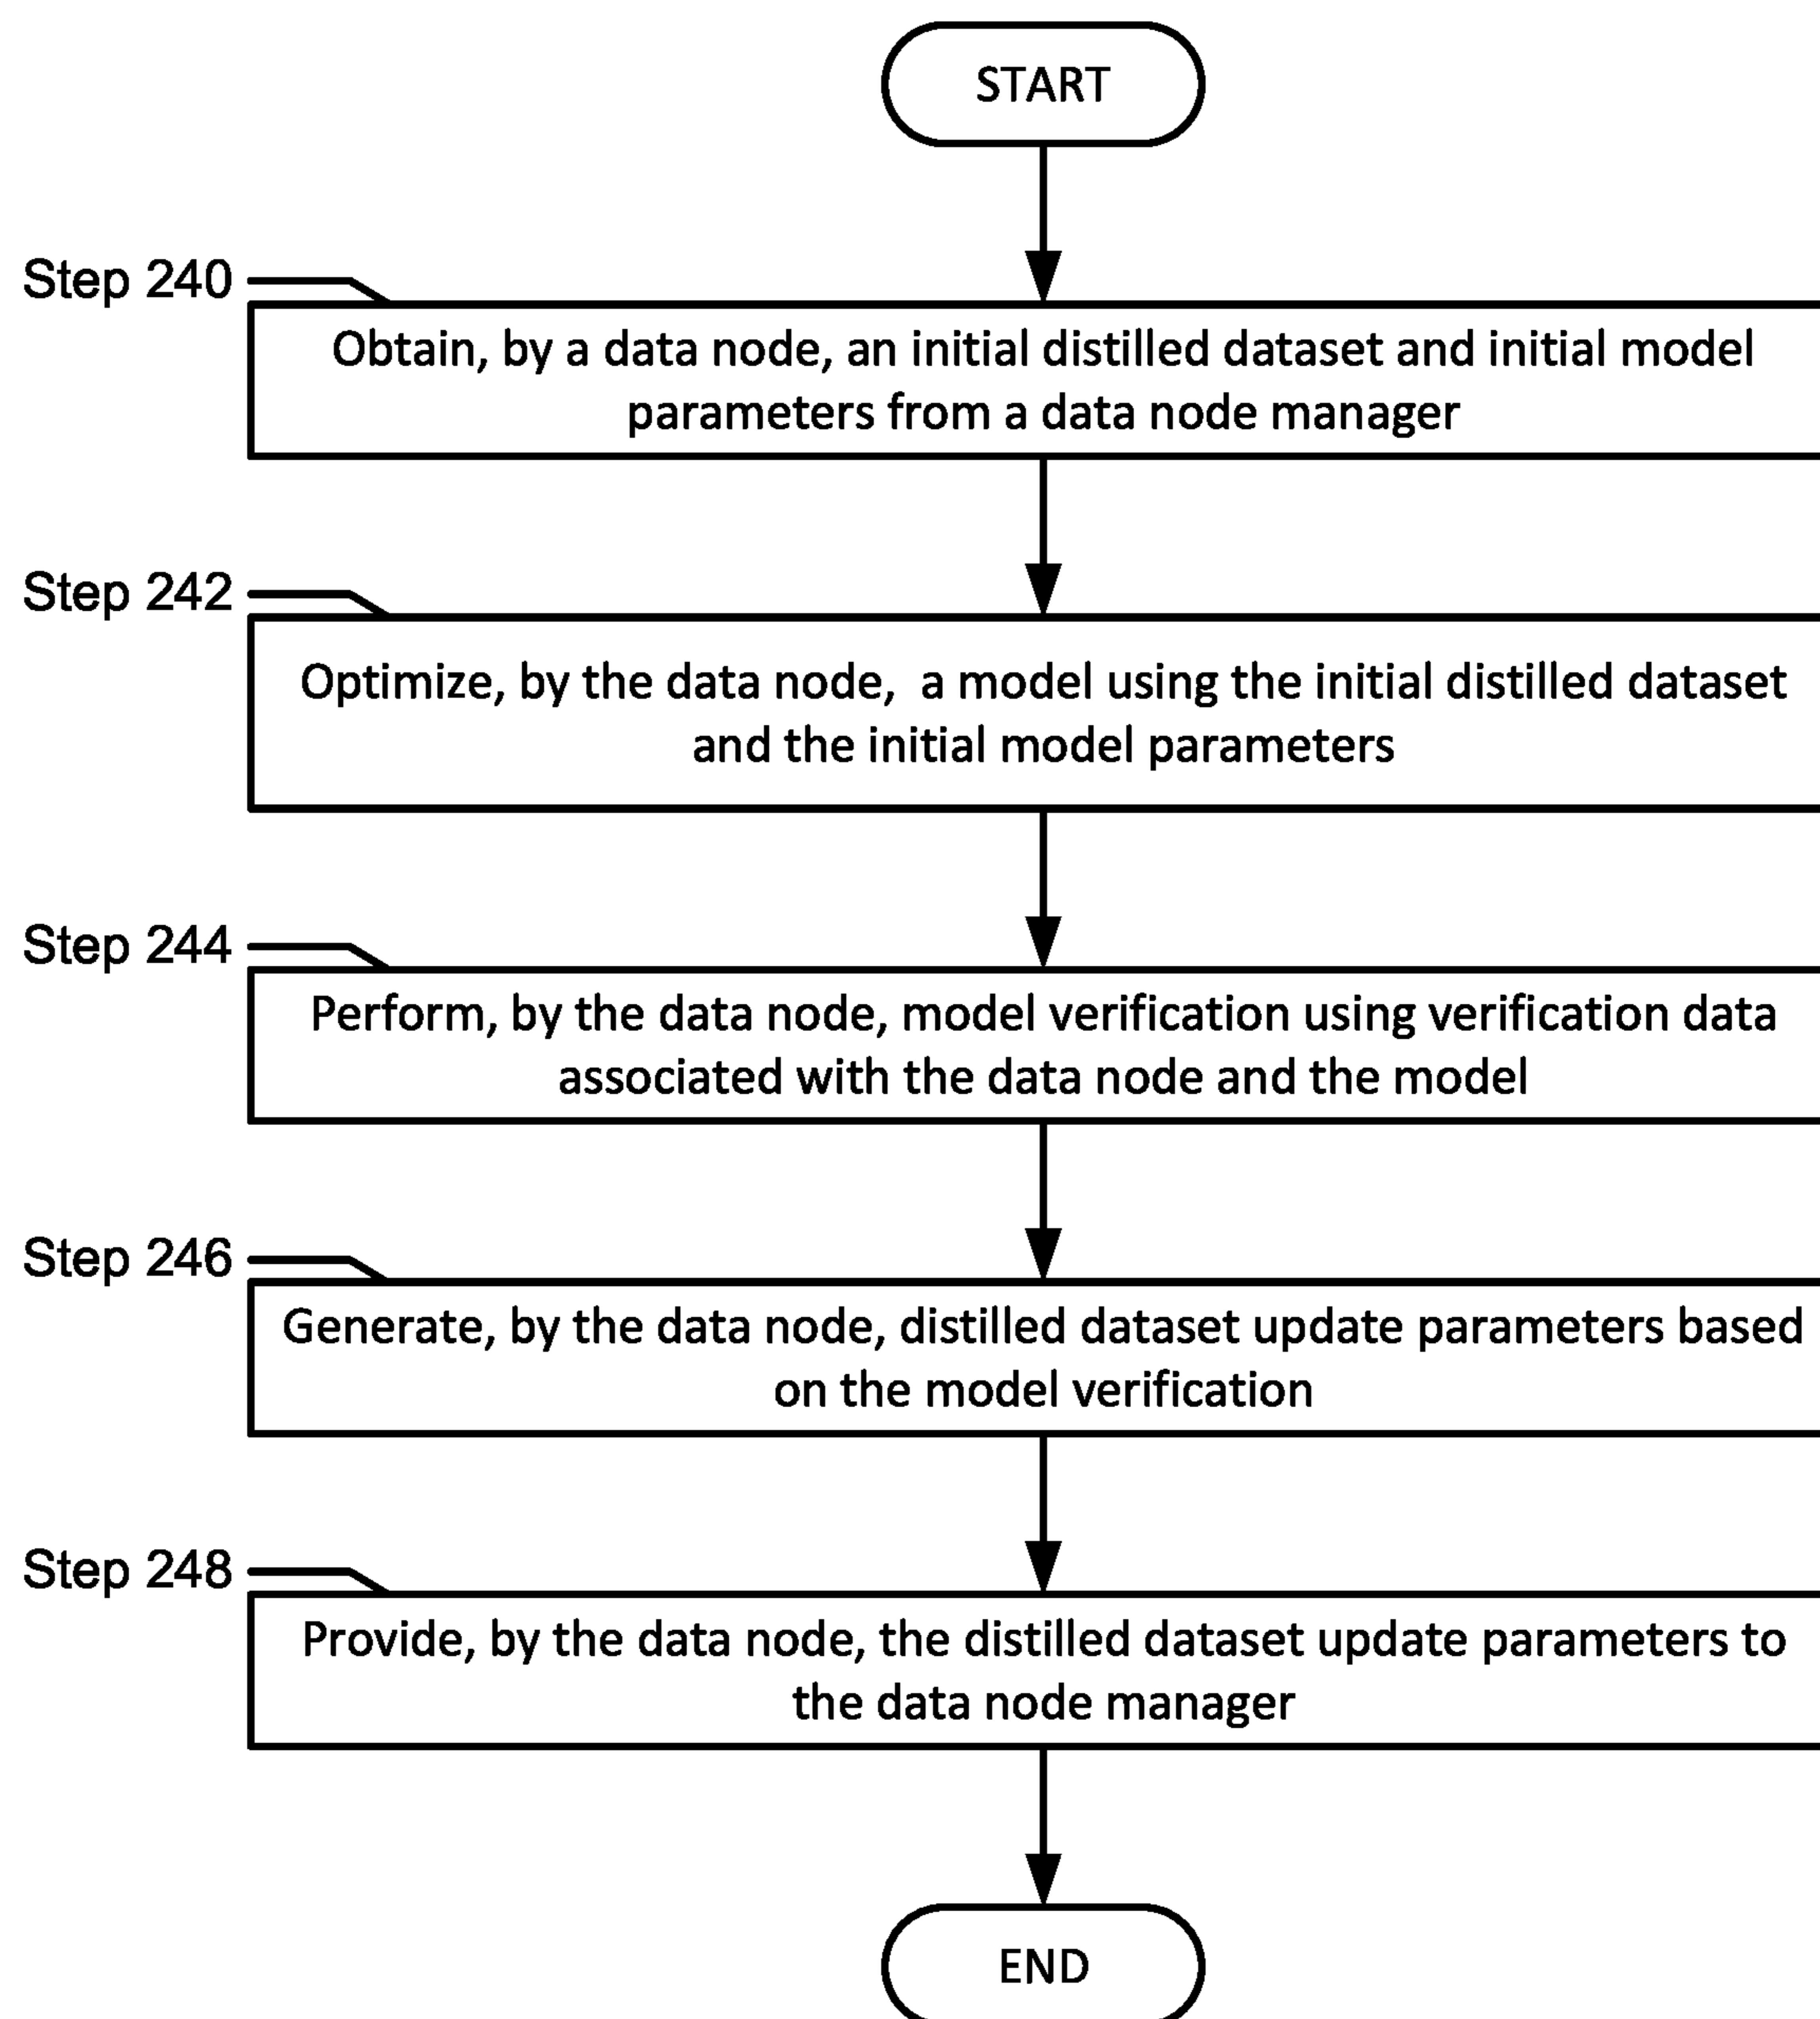 START
Step 240
Obtain, by a data node, an initial distilled dataset and initial model
parameters from a data node manager
Step 242
Optimize, by the data node, a model using the initial distilled dataset
and the initial model parameters
Step 244
Perform, by the data node, model verification using verification data
associated with the data node and the model
Step 246
Generate, by the data node, distilled dataset update parameters based
on the model verification
Step 248
Provide, by the data node, the distilled dataset update parameters to
the data node manager
END